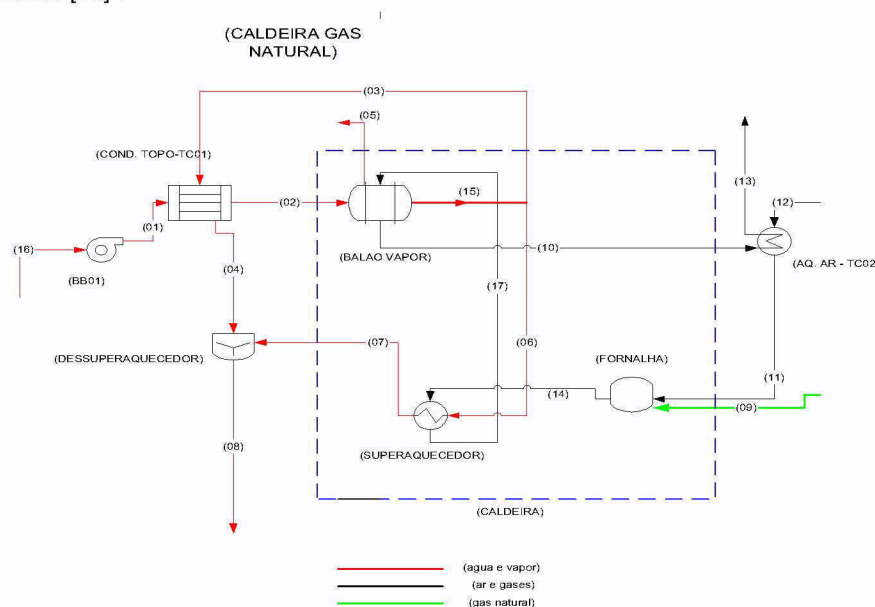 (CALDEIRA GAS
NATURAL)
(03)
(05)
(COND. TOPO-TC01)
(13)
(12)
(02)
(15)
(01)
(16)
(10)
(BALAO VAPOR)
(AQ. AR - TC02
(BB01)
(04)
(17)
(07)
(06)
(DESSUPERAQUECEDOR)
(FORNALHA)
(11)
(14)
(09)
(08)
(SUPERAQUECEDOR)
(CALDEIRA)
(agua e vapor)
(ar e gases)
(gas natural)